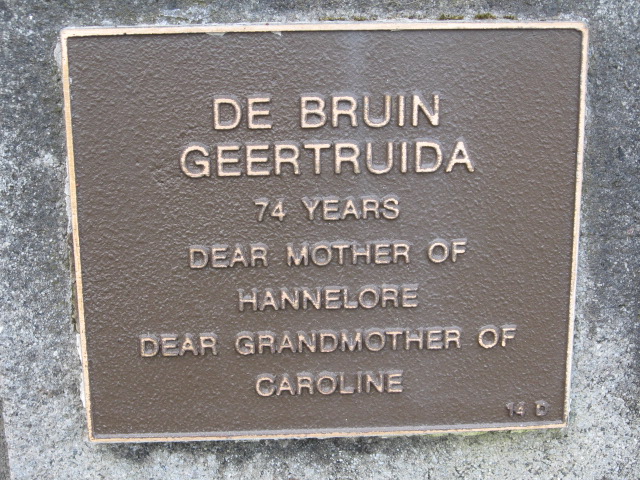 DE BRUIN
GEERTRUIDA
74 YEARS
DEAR MOTHER OF
HANNELORE
DEAR GRANDMOTHER OF
CAROLINE
14 D